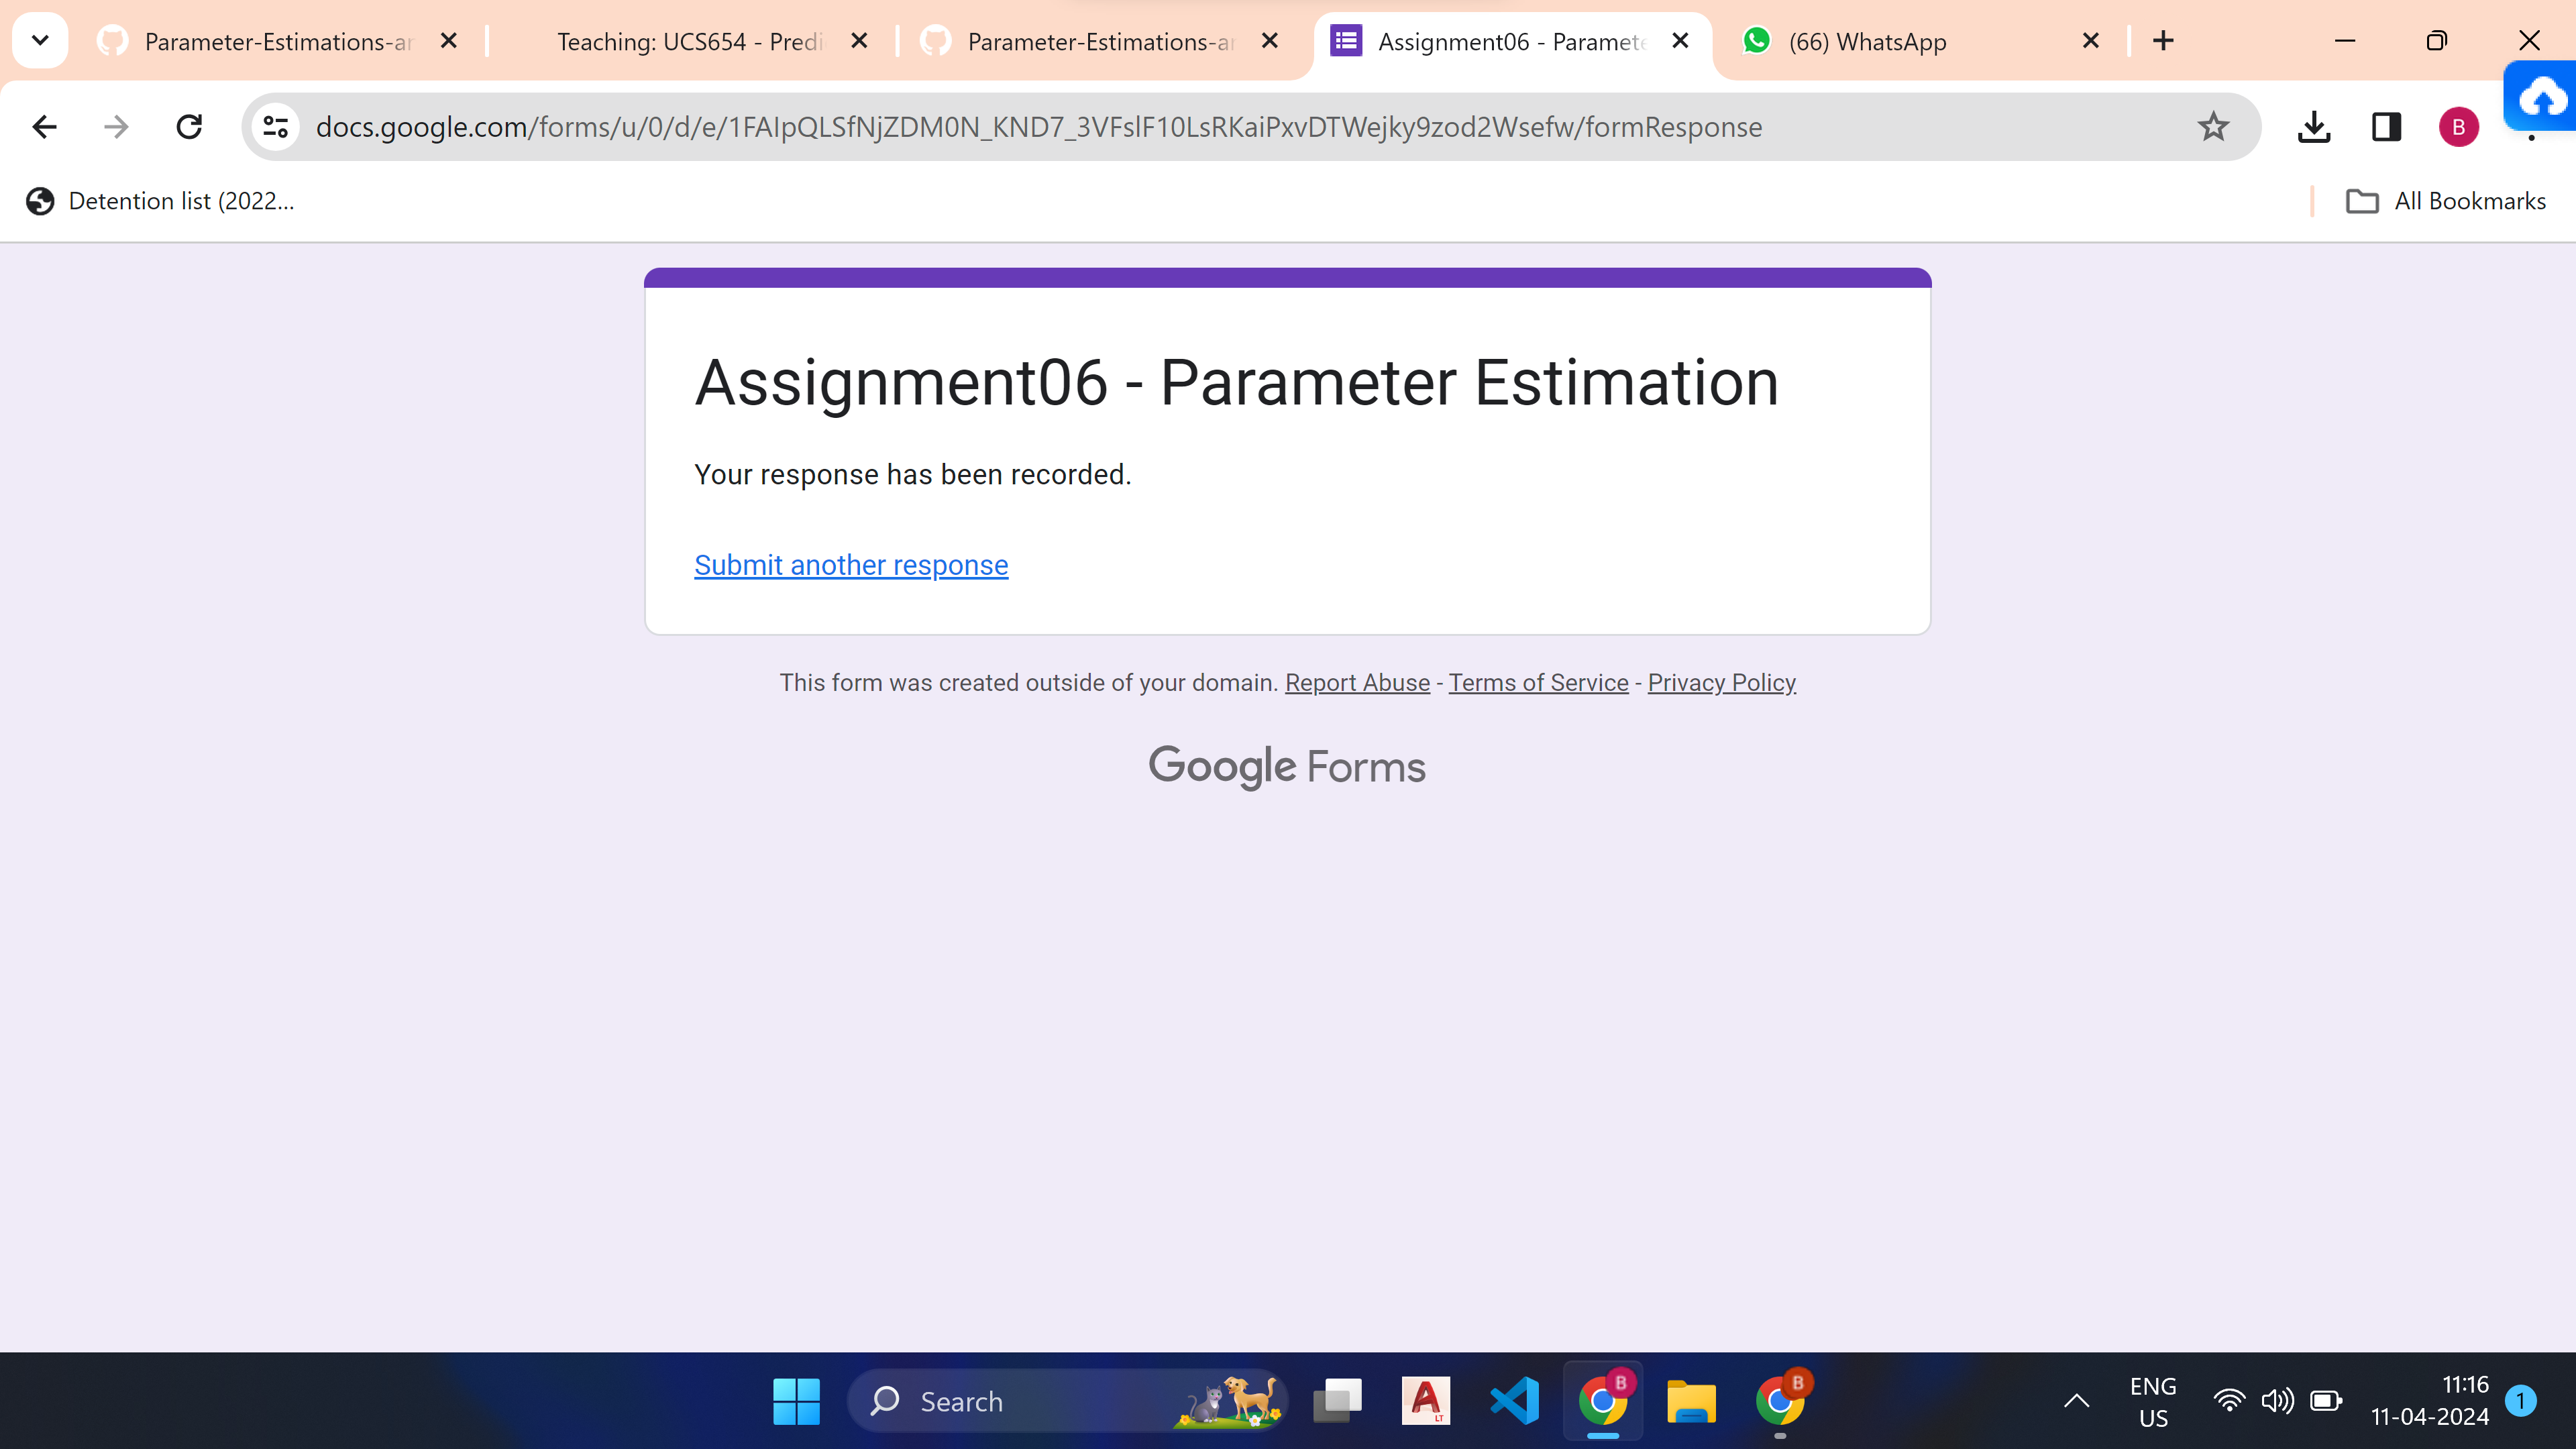 Parameter-Estimations-ar
Teaching: UCS654 - Predi
Parameter-Estimations-ar
Assignment06 - Paramete
(66) WhatsApp
docs.google.com/forms/u/0/d/e/1FAIpQLSfNjZDM0N_KND7_3VFslF10LsRKaiPxvDTWejky9zod2Wsefw/formResponse
B
Detention list (2022...
All Bookmarks
Assignment06 - Parameter Estimation
Your response has been recorded.
Submit another response
This form was created outside of your domain. Report Abuse - Terms of Service - Privacy Policy
Google Forms
Search
A
LT
B
B
ENG
US
11:16
11-04-2024
1